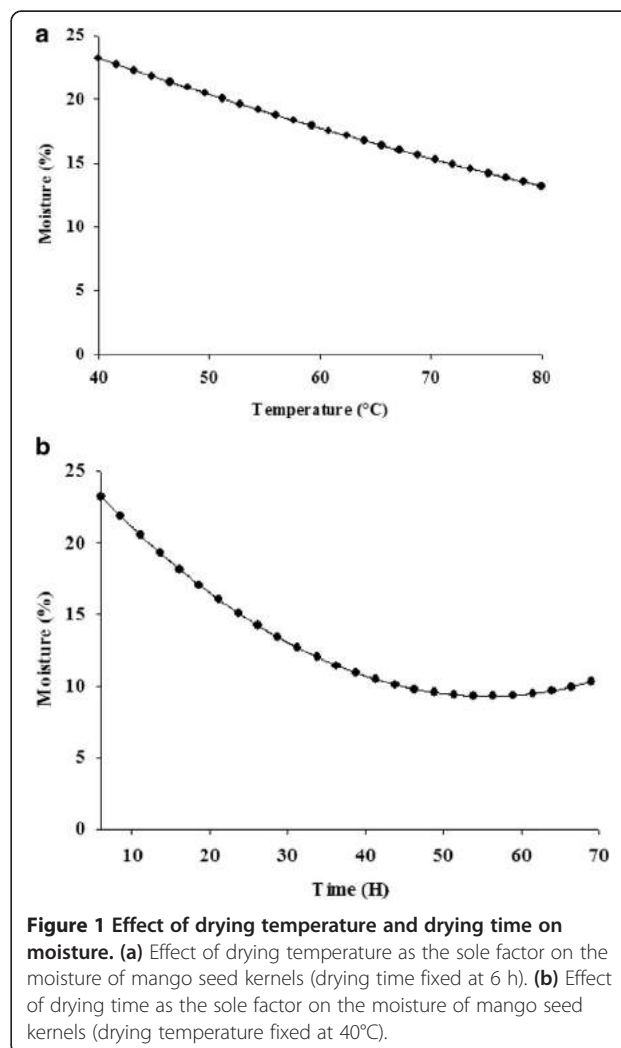 a
25
20
15
10
5
0
Moisture (%)
40 50 60 70 80
Temperature (°C)
b
25
20
15
10
5
0
Moisture (%)
10 20 30 40 50 60 70
Time (H)
Figure 1 Effect of drying temperature and drying time on
moisture. (a) Effect of drying temperature as the sole factor on the
moisture of mango seed kernels (drying time fixed at 6 h). (b) Effect
of drying time as the sole factor on the moisture of mango seed
kernels (drying temperature fixed at 40°C).